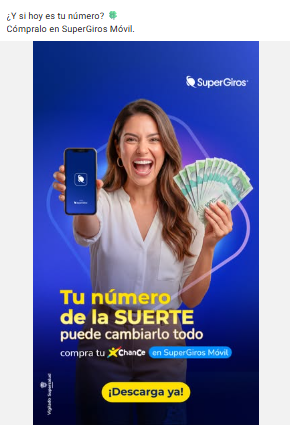 ¿Y si hoy es tu número? 🍀
Cómpralo en SuperGiros Móvil.
SuperGiros
Tu número
de la SUERTE
puede cambiarlo todo
compra tu Chance en SuperGiros Móvil
¡Descarga ya!